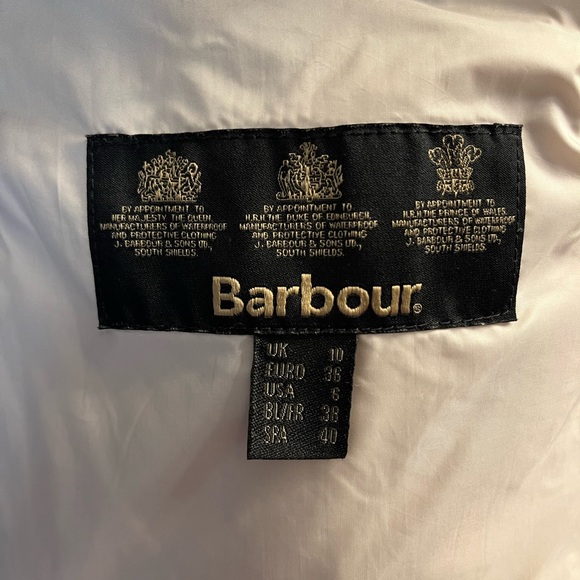 BY APPOINTMENT TO
HER MAJESTY THE QUEEN
MANUFACTURERS OF WATERPROOF
AND PROTECTIVE CLOTHING
J. BARBOUR & SONS LTD.,
SOUTH SHIELDS.
BY APPOINTMENT TO
H.R.H. THE DUKE OF EDINBURGH,
MANUFACTURERS OF WATERPROOF
AND PROTECTIVE CLOTHING
J. BARBOUR & SONS LTD.,
SOUTH SHIELDS.
BY APPOINTMENT TO
H.R.H. THE PRINCE OF WALES
MANUFACTURERS OF WATERPROOF
AND PROTECTIVE CLOTHING
J. BARBOUR & SONS LTD.,
SOUTH SHIELDS.
Barbour®
UK 10
EURO 36
USA 6
BL/FR 38
SPA 40